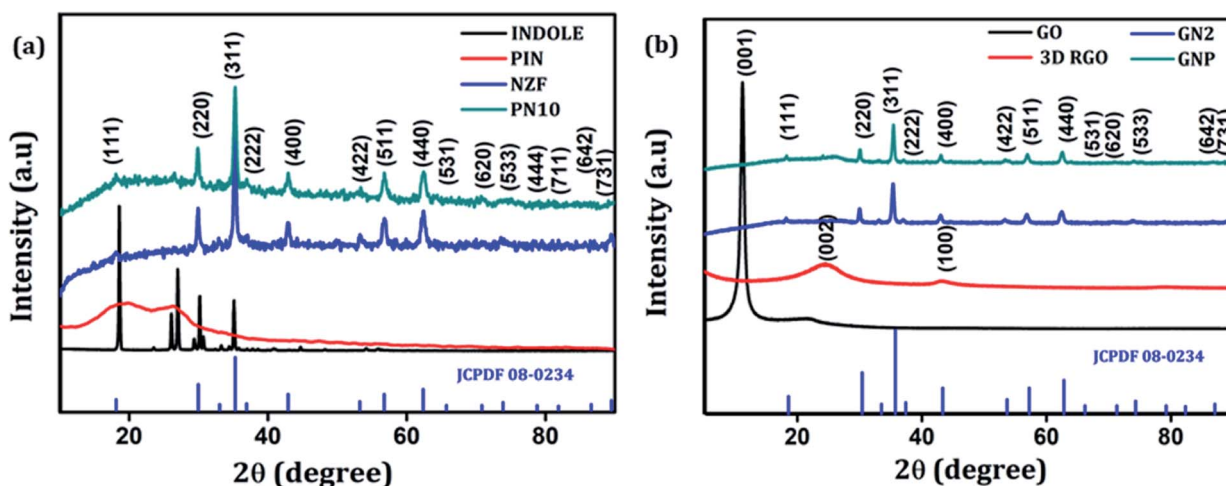 (a)
INDOLE
PIN
NZF
PN10
(111)
(220)
(311)
(222)
(400)
(422)
(511)
(440)
(531)
(620)
(533)
(444)
(711)
(642)
(731)
JCPDF 08-0234
Intensity (a.u)
20 40 60 80
2θ (degree)
(b)
GO GN2
3D RGO GNP
(001)
(111)
(220)
(311)
(222)
(400)
(422)
(511)
(440)
(531)
(620)
(533)
(642)
(731)
(002)
(100)
JCPDF 08-0234
Intensity (a.u)
20 40 60 80
2θ (degree)